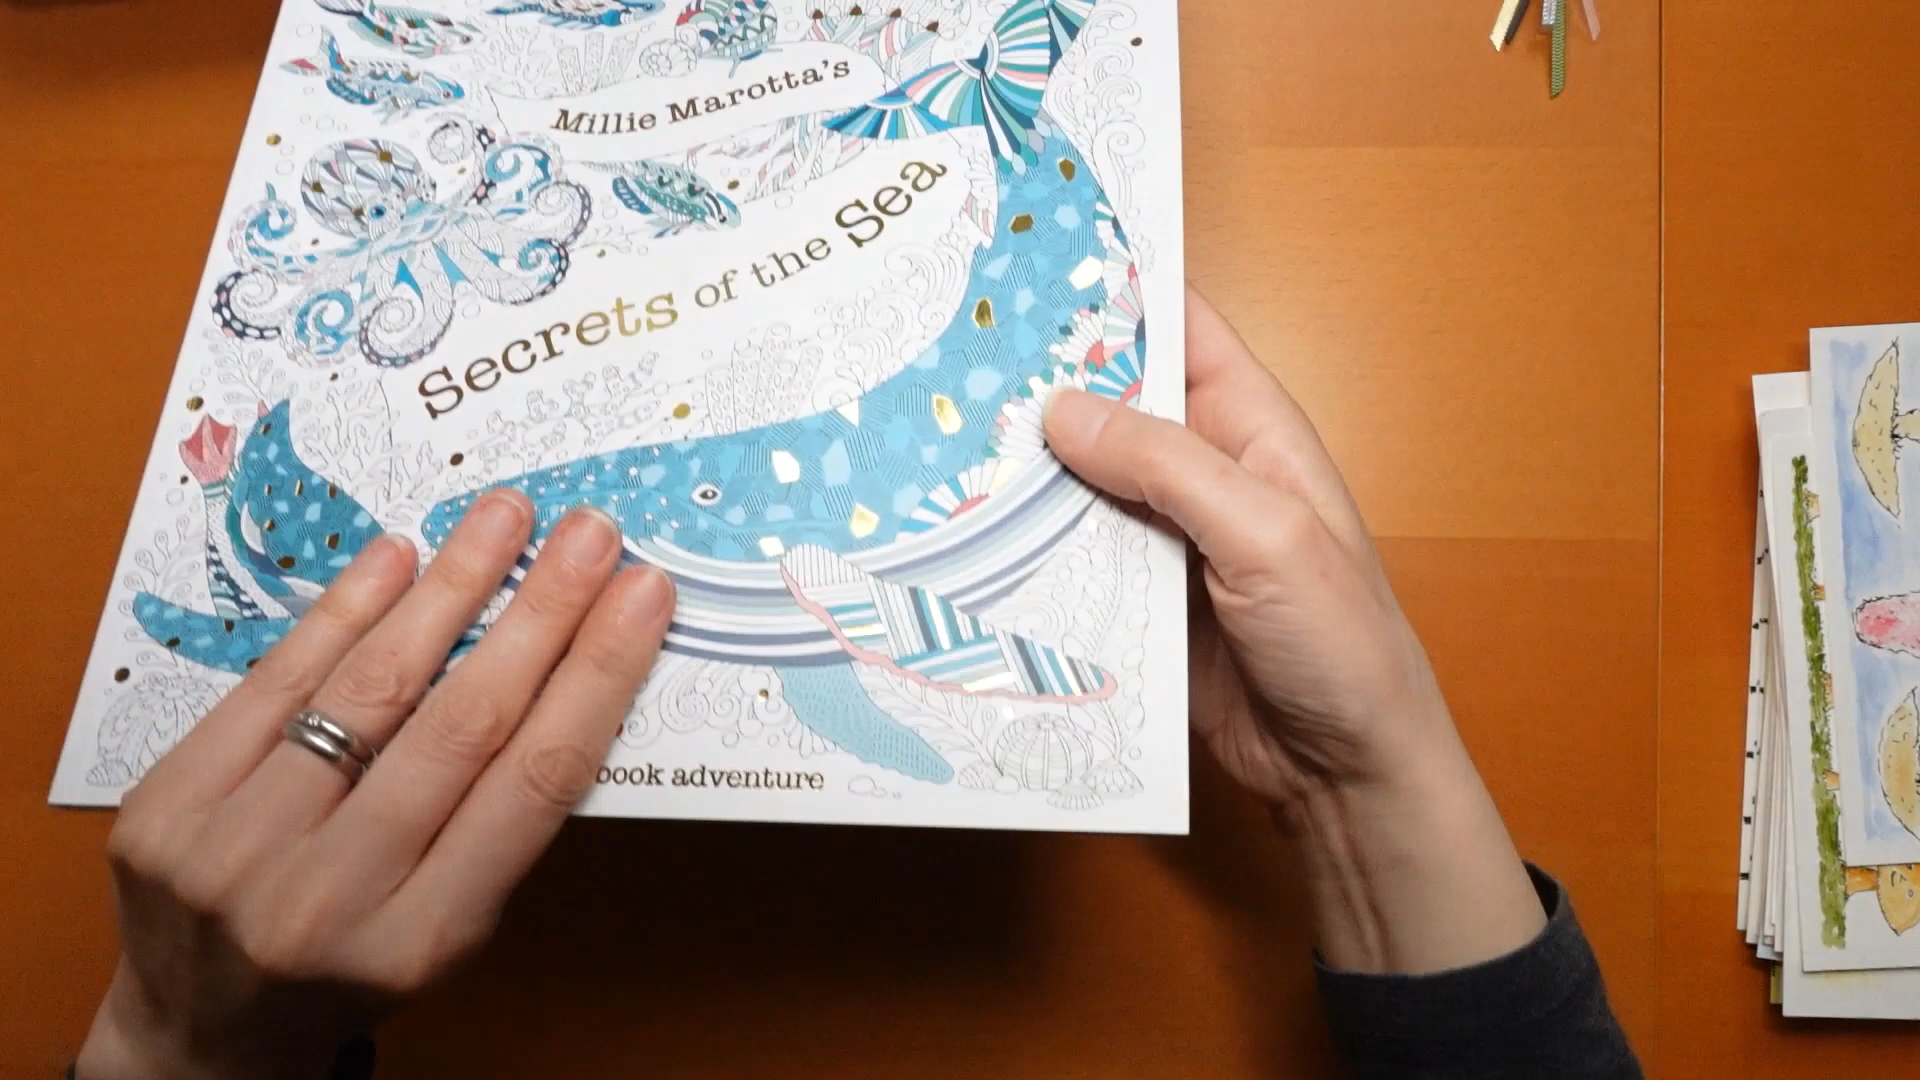 Millie Marotta's
Secrets of the Sea
book adventure